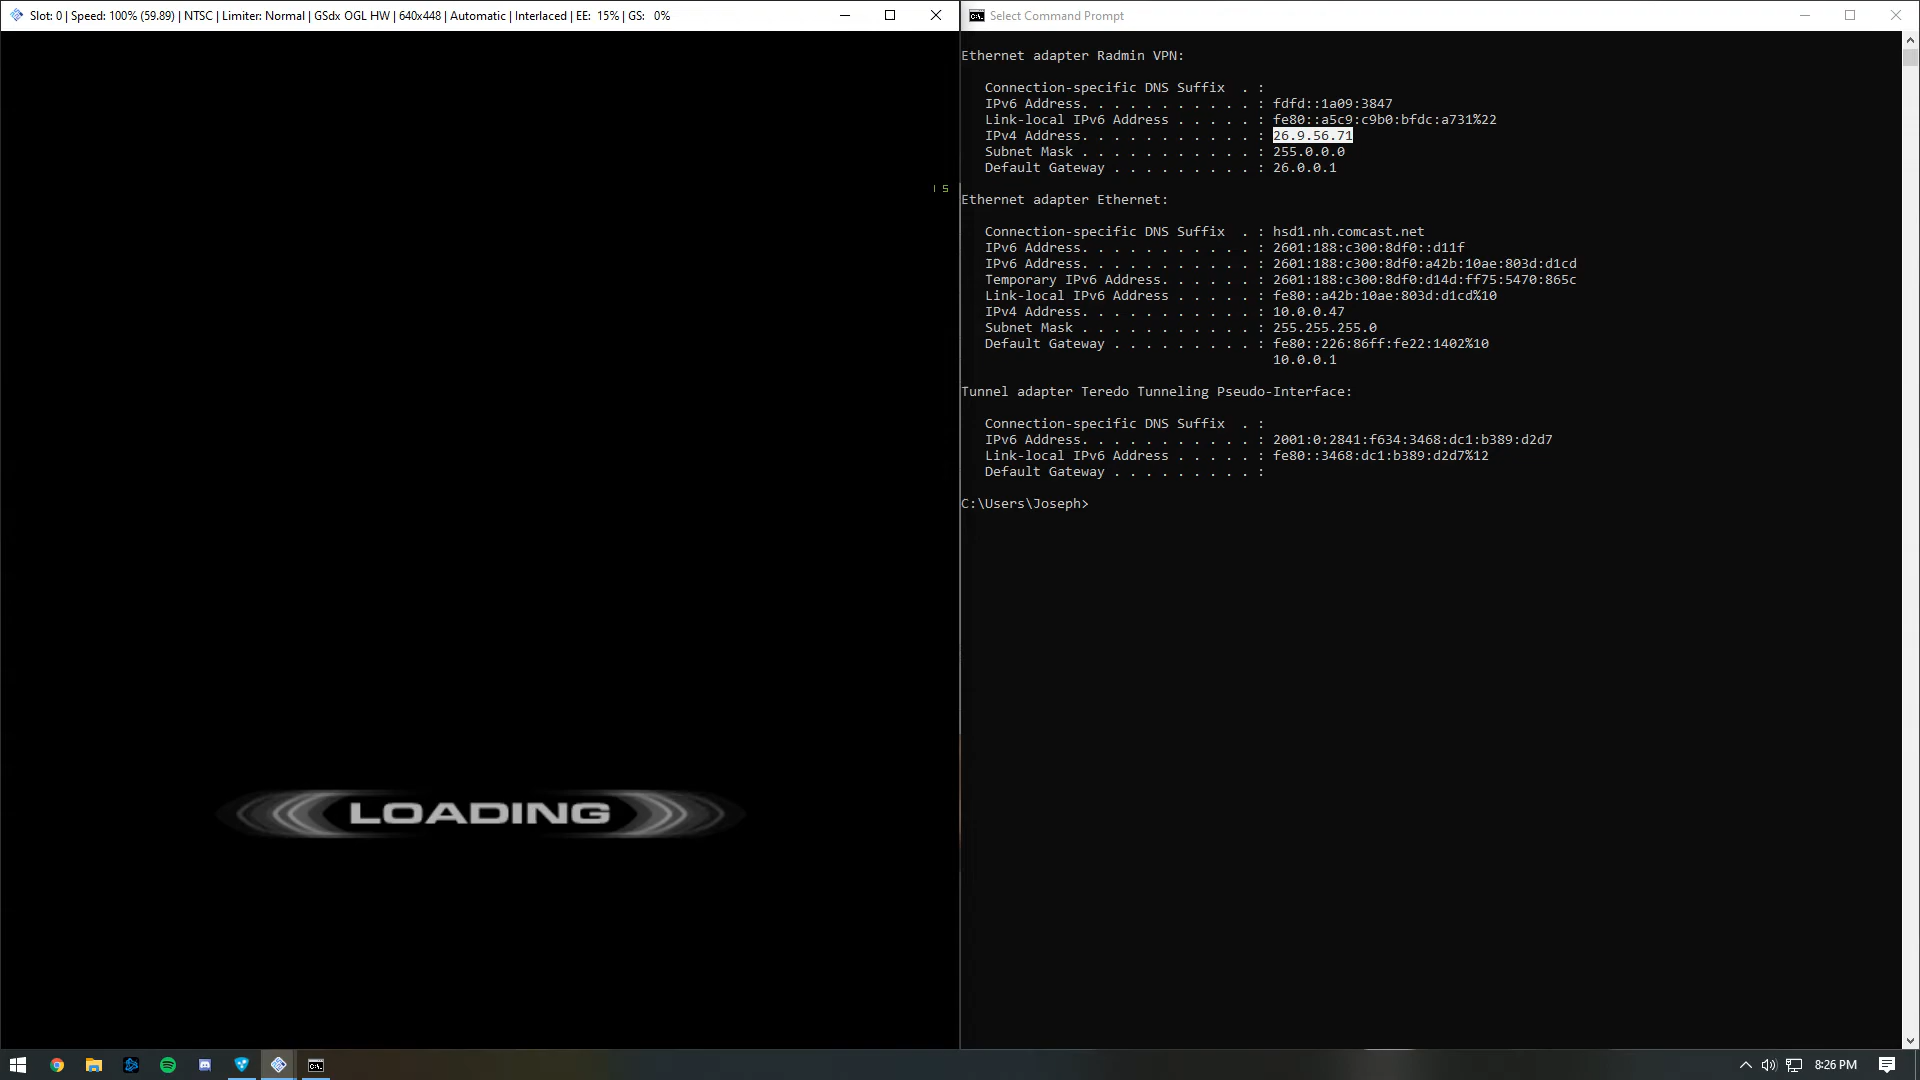 Slot: 0 | Speed: 100% (59.89) | NTSC | Limiter: Normal | GSdx OGL HW | 640x448 | Automatic | Interlaced | EE:  15% | GS:   0%
15
LOADING
Select Command Prompt
Ethernet adapter Radmin VPN:
Connection-specific DNS Suffix  . :
IPv6 Address. . . . . . . . . . . : fdfd::1a09:3847
Link-local IPv6 Address . . . . . : fe80::a5c9:c9b0:bfdc:a731%22
IPv4 Address. . . . . . . . . . . : 26.9.56.71
Subnet Mask . . . . . . . . . . . : 255.0.0.0
Default Gateway . . . . . . . . . : 26.0.0.1
Ethernet adapter Ethernet:
Connection-specific DNS Suffix  . : hsd1.nh.comcast.net
IPv6 Address. . . . . . . . . . . : 2601:188:c300:8df0::d11f
IPv6 Address. . . . . . . . . . . : 2601:188:c300:8df0:a42b:10ae:803d:d1cd
Temporary IPv6 Address. . . . . . : 2601:188:c300:8df0:d14d:ff75:5470:865c
Link-local IPv6 Address . . . . . : fe80::a42b:10ae:803d:d1cd%10
IPv4 Address. . . . . . . . . . . : 10.0.0.47
Subnet Mask . . . . . . . . . . . : 255.255.255.0
Default Gateway . . . . . . . . . : fe80::226:86ff:fe22:1402%10
10.0.0.1
Tunnel adapter Teredo Tunneling Pseudo-Interface:
Connection-specific DNS Suffix  . :
IPv6 Address. . . . . . . . . . . : 2001:0:2841:f634:3468:dc1:b389:d2d7
Link-local IPv6 Address . . . . . : fe80::3468:dc1:b389:d2d7%12
Default Gateway . . . . . . . . . :
C:\Users\Joseph>
8:26 PM